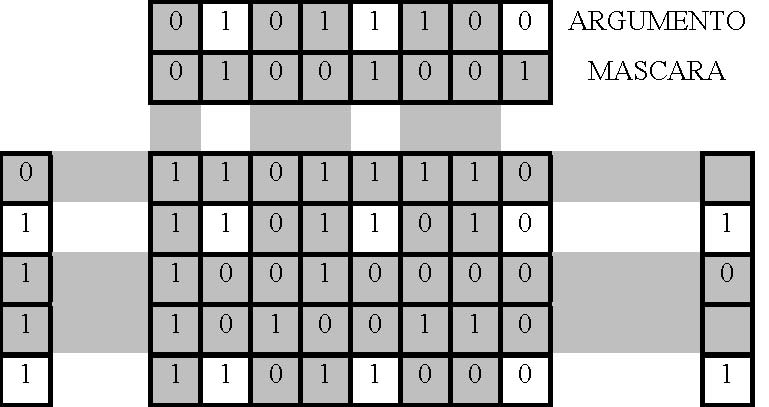 0 1 0 1 1 1 0 0 ARGUMENTO
0 1 0 0 1 0 0 1 MASCARA
0 1 1 0 1 1 1 1 0
1 1 1 0 1 1 0 1 0 1
1 1 0 0 1 0 0 0 0 0
1 1 0 1 0 0 1 1 0
1 1 1 0 1 1 0 0 0 1